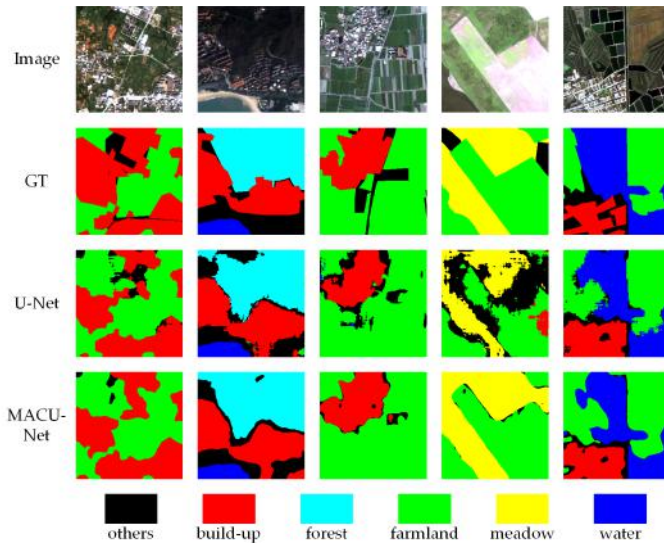 Image
GT
U-Net
MACU-
Net
others build-up forest farmland meadow water